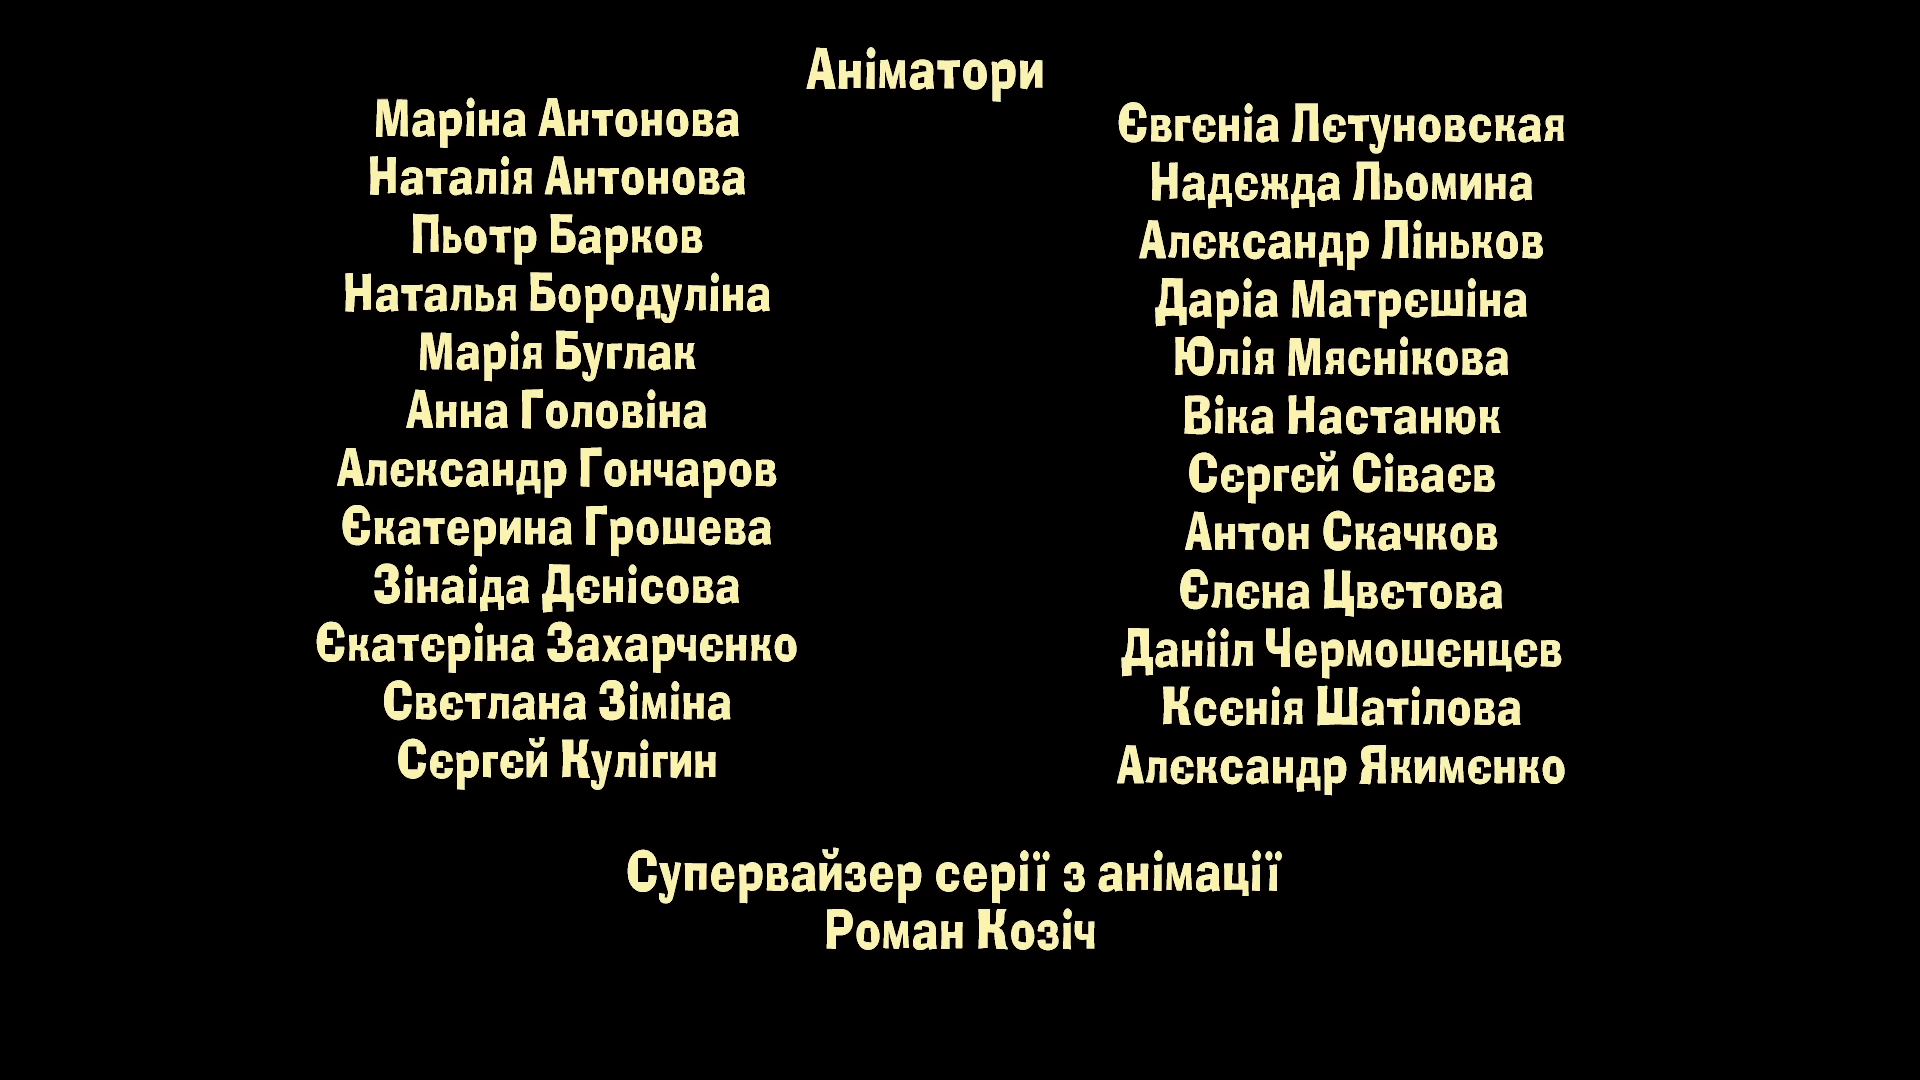 Аніматори
Маріна Антонова
Наталія Антонова
Пьотр Барков
Наталья Бородуліна
Марія Буглак
Анна Головіна
Алєксандр Гончаров
Єкатерина Грошева
Зінаіда Дєнісова
Єкатєріна Захарчєнко
Свєтлана Зіміна
Сєргєй Кулігин
Євгєніа Лєтуновская
Надєжда Льомина
Алєксандр Ліньков
Даріа Матрєшіна
Юлія Мяснікова
Віка Настанюк
Сєргєй Сіваєв
Антон Скачков
Єлєна Цвєтова
Данііл Чермошєнцєв
Ксєнія Шатілова
Алєксандр Якимєнко
Супервайзер серії з анімації
Роман Козіч